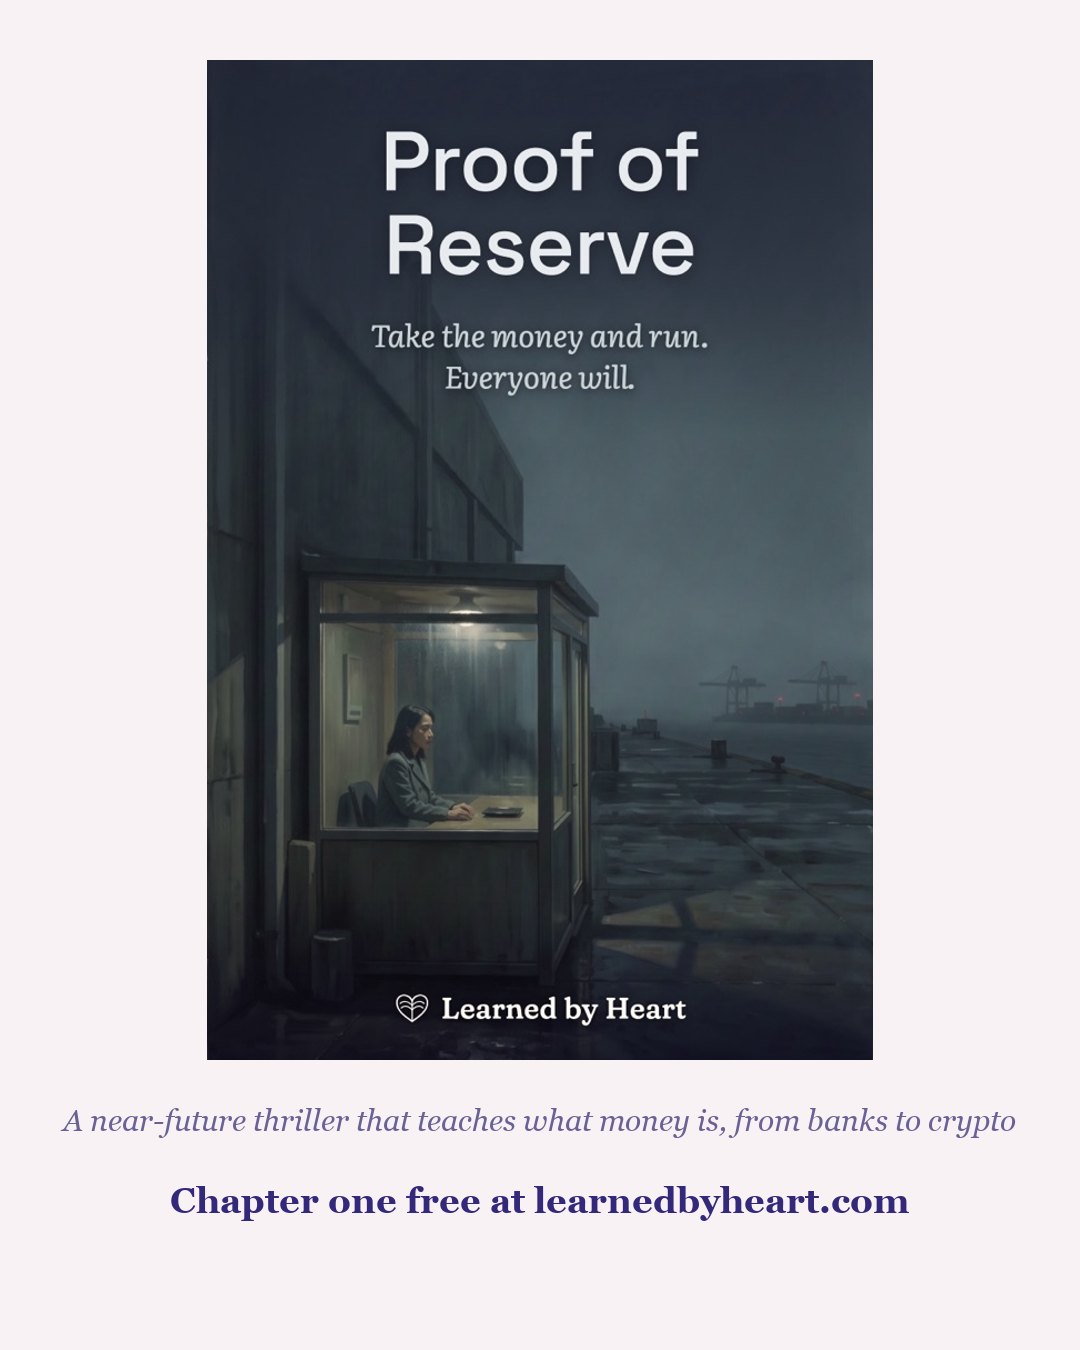 Proof of
Reserve
Take the money and run.
Everyone will.
Learned by Heart
A near-future thriller that teaches what money is, from banks to crypto
Chapter one free at learnedbyheart.com